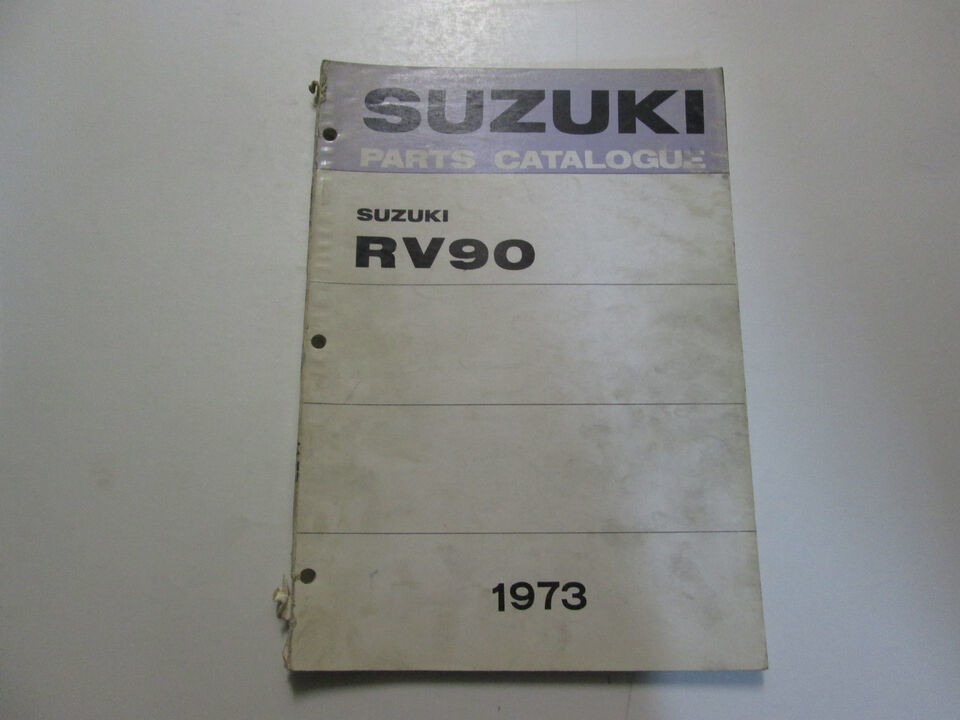 SUZUKI
PARTS CATALOGUE
SUZUKI
RV90
1973